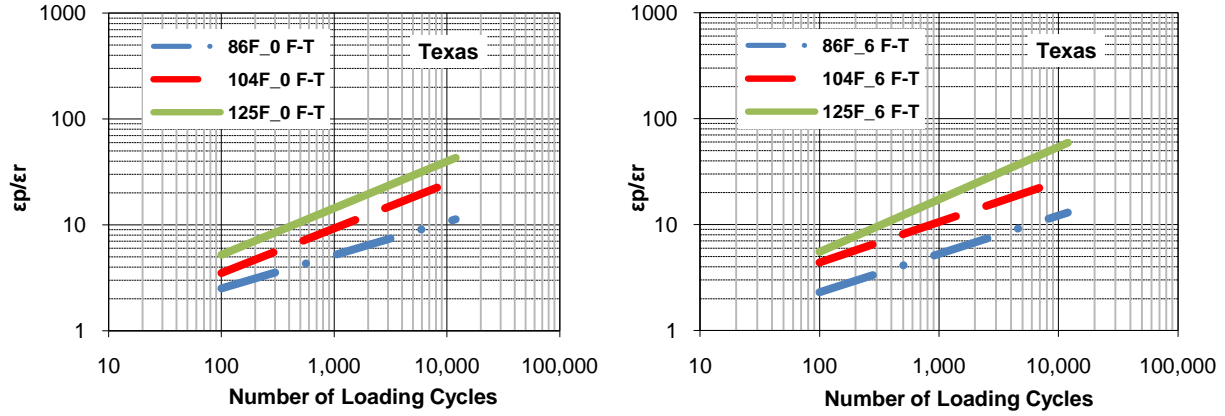 1000
100
10
1
εp/εr
86F_0 F-T
104F_0 F-T
125F_0 F-T
Texas
10
100
1,000
10,000
100,000
Number of Loading Cycles
1000
100
10
1
εp/εr
86F_6 F-T
104F_6 F-T
125F_6 F-T
Texas
10
100
1,000
10,000
100,000
Number of Loading Cycles